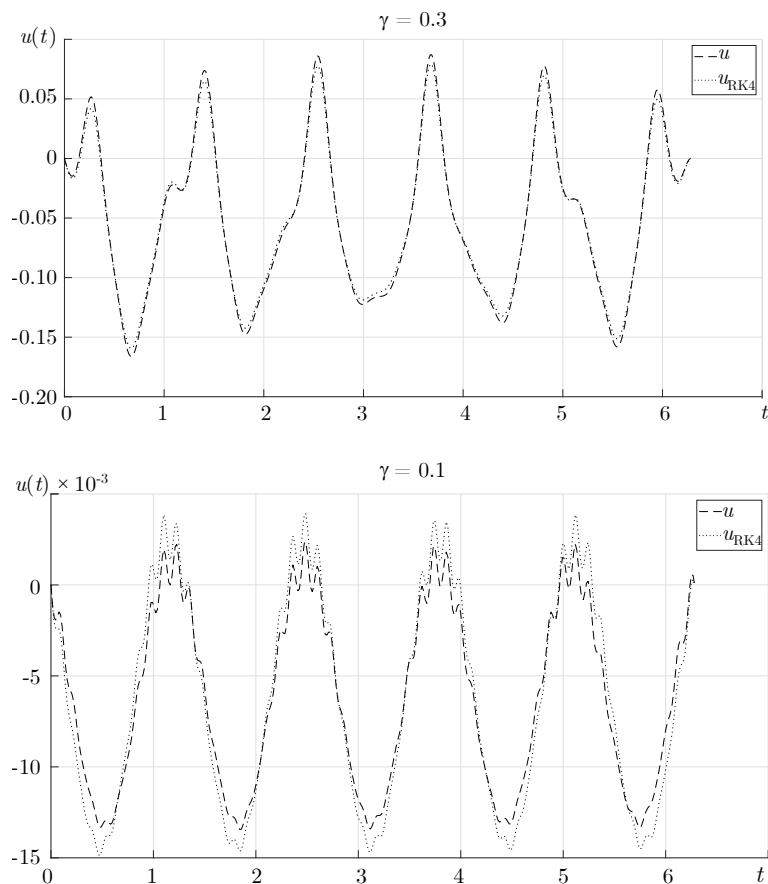 γ = 0.3
u(t)
u
u_RK4
0.05
0
-0.05
-0.10
-0.15
-0.20
0 1 2 3 4 5 6 t
γ = 0.1
u(t) × 10^-3
u
u_RK4
0
-5
-10
-15
0 1 2 3 4 5 6 t